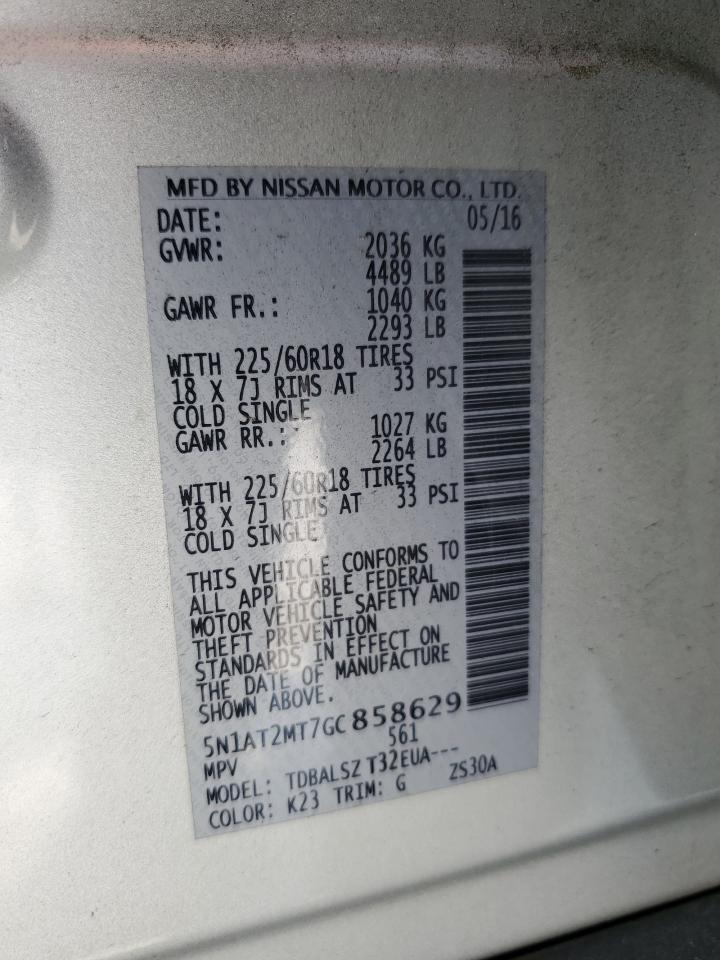 MFD BY NISSAN MOTOR CO., LTD.
DATE: 05/16
GVWR: 2036 KG
4489 LB
GAWR FR.: 1040 KG
2293 LB
WITH 225/60R18 TIRES
18 X 7J RIMS AT 33 PSI
COLD SINGLE
GAWR RR.: 1027 KG
2264 LB
WITH 225/60R18 TIRES
18 X 7J RIMS AT 33 PSI
COLD SINGLE
THIS VEHICLE CONFORMS TO
ALL APPLICABLE FEDERAL
MOTOR VEHICLE SAFETY AND
THEFT PREVENTION
STANDARDS IN EFFECT ON
THE DATE OF MANUFACTURE
SHOWN ABOVE.
5N1AT2MT7GC858629
MPV 561
MODEL: TDBALSZ T32EUA---
COLOR: K23 TRIM: G ZS30A